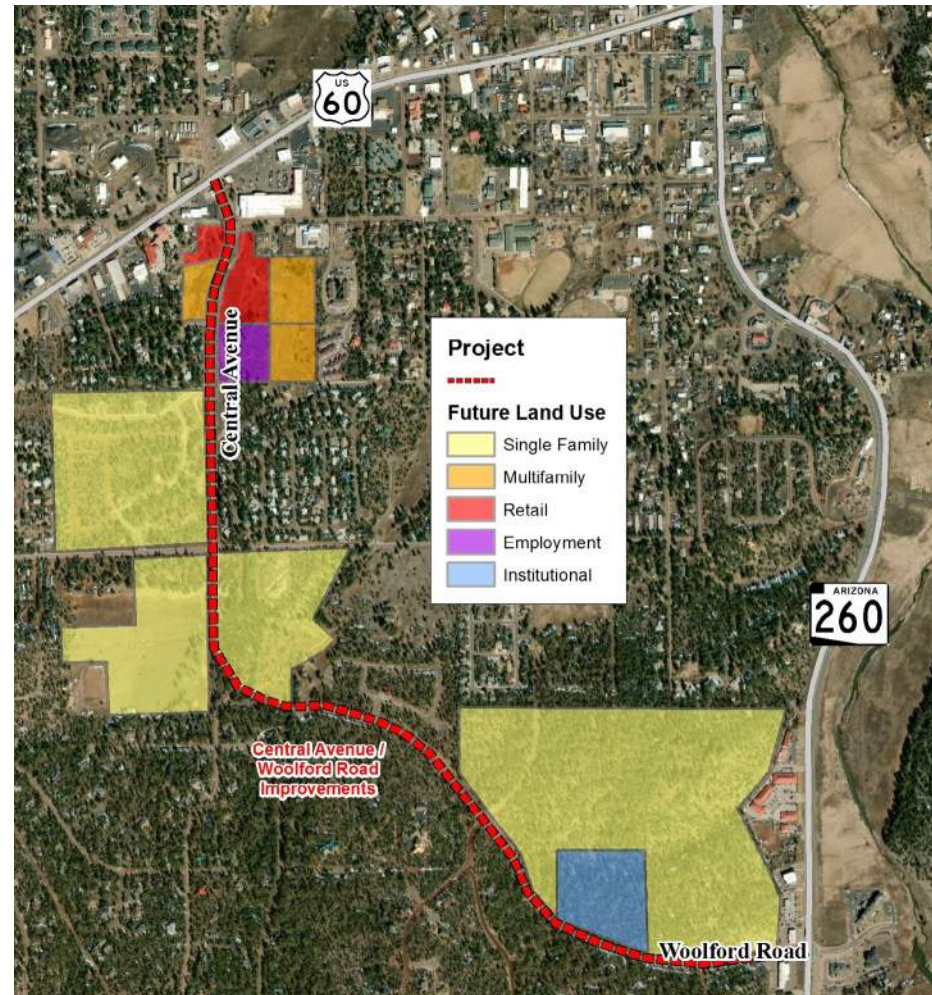 US
60
Central Avenue
Project
Future Land Use
Single Family
Multifamily
Retail
Employment
Institutional
ARIZONA
260
Central Avenue /
Woolford Road
Improvements
Woolford Road